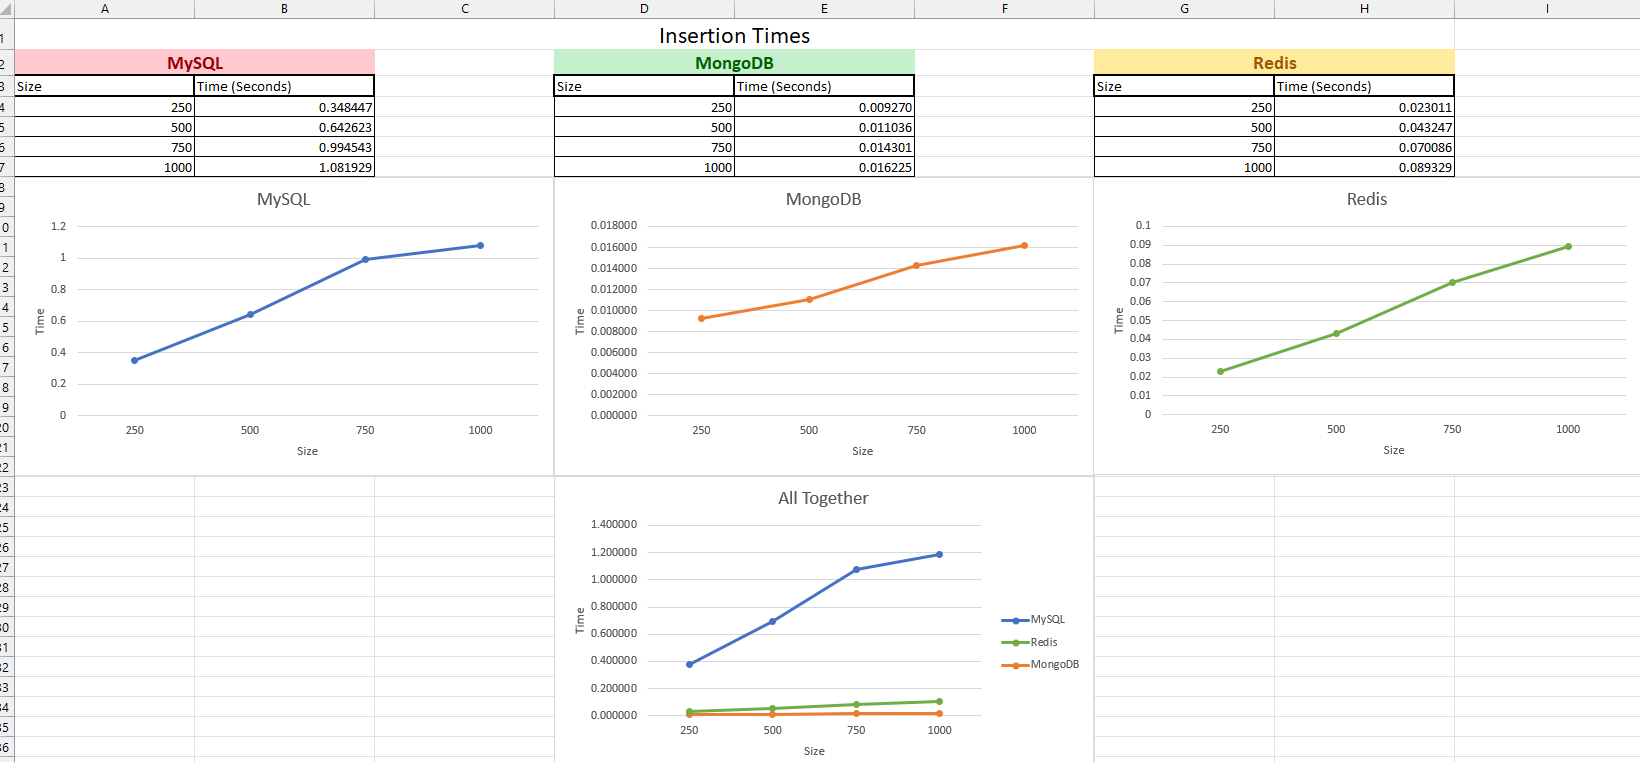 A B C D E F G H I
1 Insertion Times
2 MySQL MongoDB Redis
3 Size Time (Seconds) Size Time (Seconds) Size Time (Seconds)
4 250 0.348447 250 0.009270 250 0.023011
5 500 0.642623 500 0.011036 500 0.043247
6 750 0.994543 750 0.014301 750 0.070086
7 1000 1.081929 1000 0.016225 1000 0.089329
MySQL
1.2
1
0.8
0.6
0.4
0.2
0
Time
250 500 750 1000
Size
MongoDB
0.018000
0.016000
0.014000
0.012000
0.010000
0.008000
0.006000
0.004000
0.002000
0.000000
Time
250 500 750 1000
Size
Redis
0.1
0.09
0.08
0.07
0.06
0.05
0.04
0.03
0.02
0.01
0
Time
250 500 750 1000
Size
All Together
1.400000
1.200000
1.000000
0.800000
0.600000
0.400000
0.200000
0.000000
Time
250 500 750 1000
Size
MySQL
Redis
MongoDB